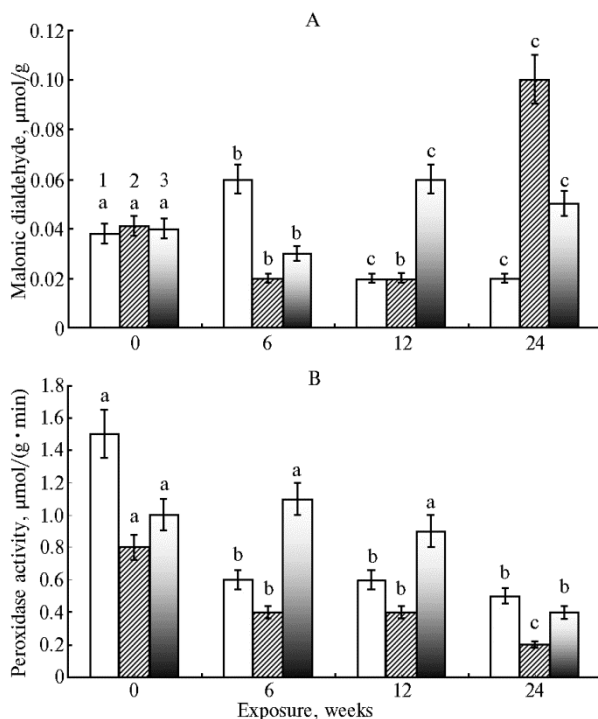 A
Malonic dialdehyde, μmol/g
0.12
0.10
0.08
0.06
0.04
0.02
0
1 2 3
a a a
b b b
c b c
c c c
0 6 12 24
B
Peroxidase activity, μmol/(g · min)
1.8
1.6
1.4
1.2
1.0
0.8
0.6
0.4
0.2
0
a a a
b b a
b b a
b c b
0 6 12 24
Exposure, weeks